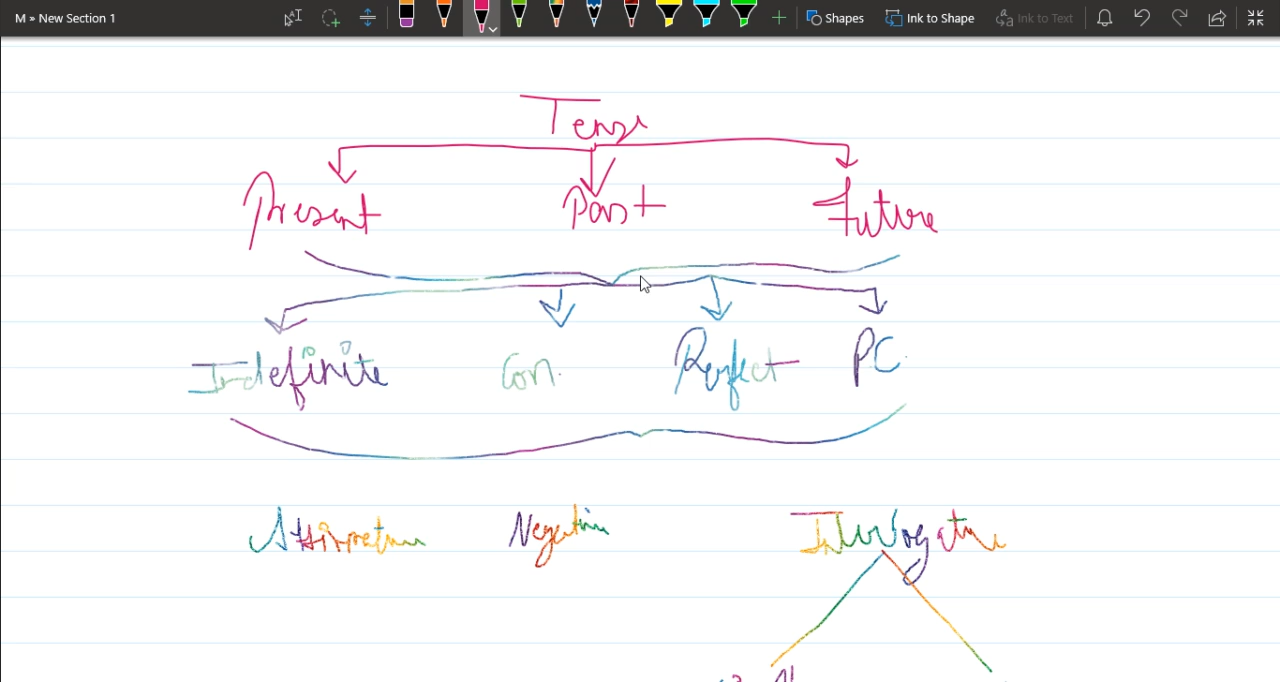 M » New Section 1 Shapes Ink to Shape Ink to Text
Tense
Present Past Future
Indefinite Con. Perfect PC.
Affirmative Negative Interrogative